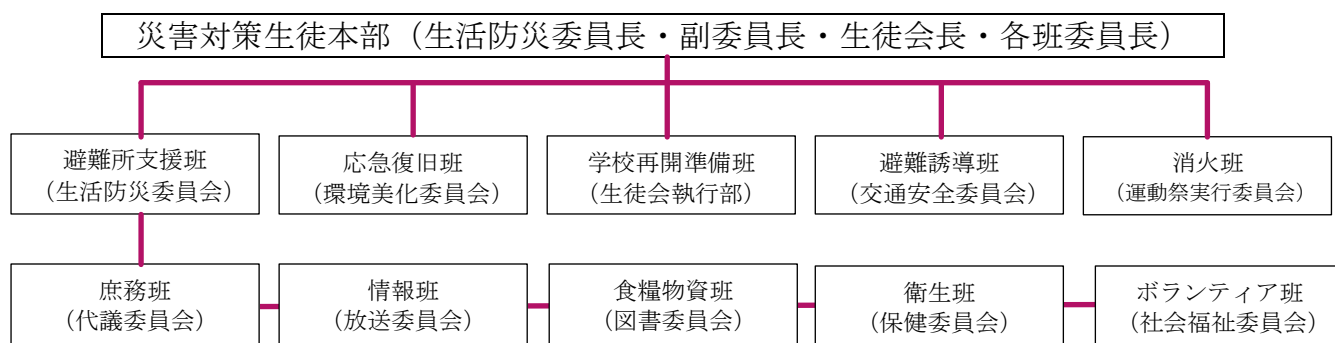 災害対策生徒本部（生活防災委員長・副委員長・生徒会長・各班委員長）
避難所支援班
（生活防災委員会）
応急復旧班
（環境美化委員会）
学校再開準備班
（生徒会執行部）
避難誘導班
（交通安全委員会）
消火班
（運動祭実行委員会）
庶務班
（代議委員会）
情報班
（放送委員会）
食糧物資班
（図書委員会）
衛生班
（保健委員会）
ボランティア班
（社会福祉委員会）